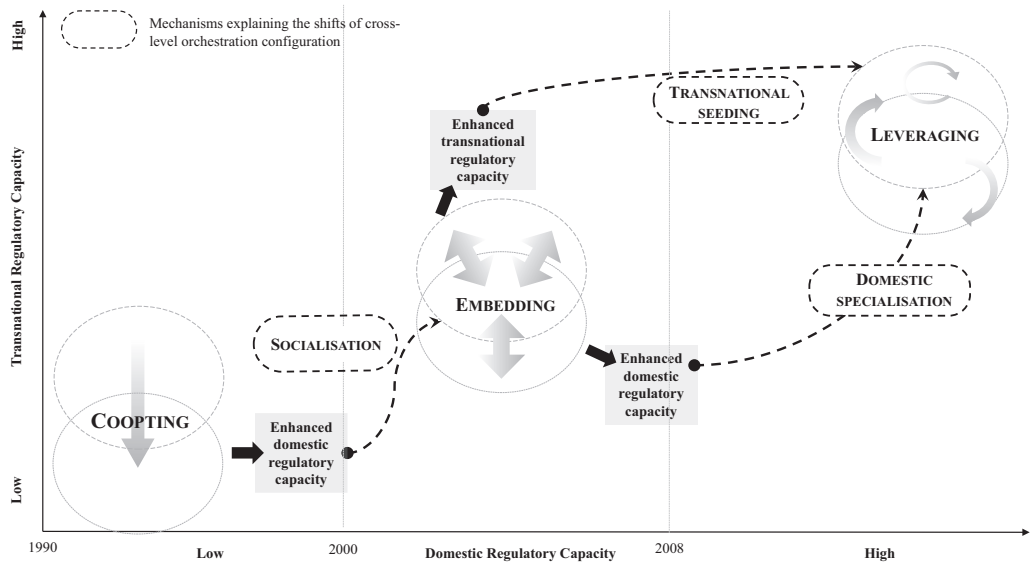 High
Mechanisms explaining the shifts of cross-
level orchestration configuration
Transnational Regulatory Capacity
Low
TRANSNATIONAL
SEEDING
Enhanced
transnational
regulatory
capacity
LEVERAGING
EMBEDDING
DOMESTIC
SPECIALISATION
SOCIALISATION
Enhanced
domestic
regulatory
capacity
COOPTING
Enhanced
domestic
regulatory
capacity
1990
Low
2000
Domestic Regulatory Capacity
2008
High